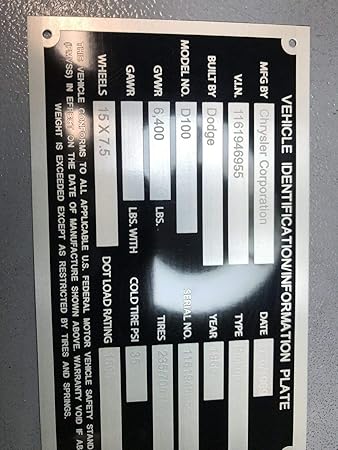 VEHICLE IDENTIFICATION/INFORMATION PLATE
MFG BY Chrysler Corporation DATE
V.I.N. 1161946955 TYPE
BUILT BY Dodge YEAR
MODEL NO. D100 SERIAL NO.
GVWR 6,400 LBS. TIRES
GAWR LBS. WITH COLD TIRE PSI 35
WHEELS 15 X 7.5 DOT LOAD RATING
THIS VEHICLE CONFORMS TO ALL APPLICABLE U.S. FEDERAL MOTOR VEHICLE SAFETY
(FMVSS) IN EFFECT ON THE DATE OF MANUFACTURE SHOWN ABOVE. WARRANTY VOID IF
WEIGHT IS EXCEEDED EXCEPT AS RESTRICTED BY TIRES AND SPRINGS.